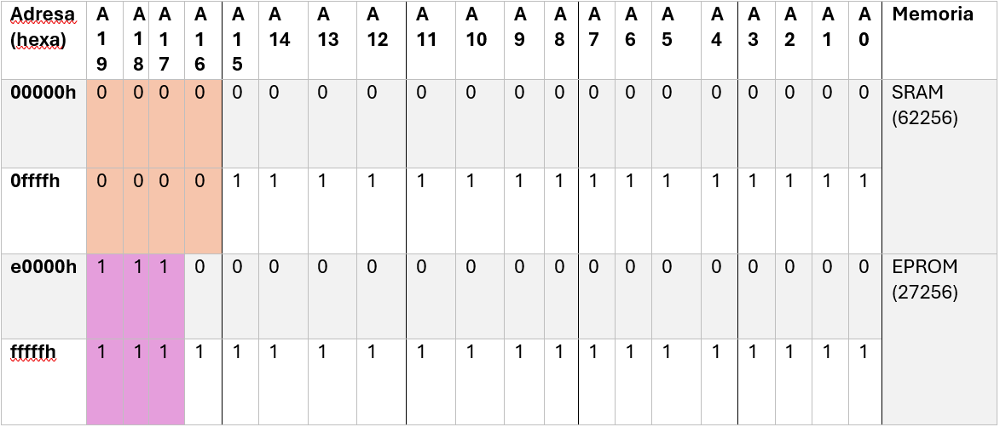 Adresa (hexa) A19 A18 A17 A16 A15 A14 A13 A12 A11 A10 A9 A8 A7 A6 A5 A4 A3 A2 A1 A0 Memoria
00000h 0 0 0 0 0 0 0 0 0 0 0 0 0 0 0 0 0 0 0 0 SRAM (62256)
0ffffh 0 0 0 0 1 1 1 1 1 1 1 1 1 1 1 1 1 1 1 1
e0000h 1 1 1 0 0 0 0 0 0 0 0 0 0 0 0 0 0 0 0 0 EPROM (27256)
fffffh 1 1 1 1 1 1 1 1 1 1 1 1 1 1 1 1 1 1 1 1